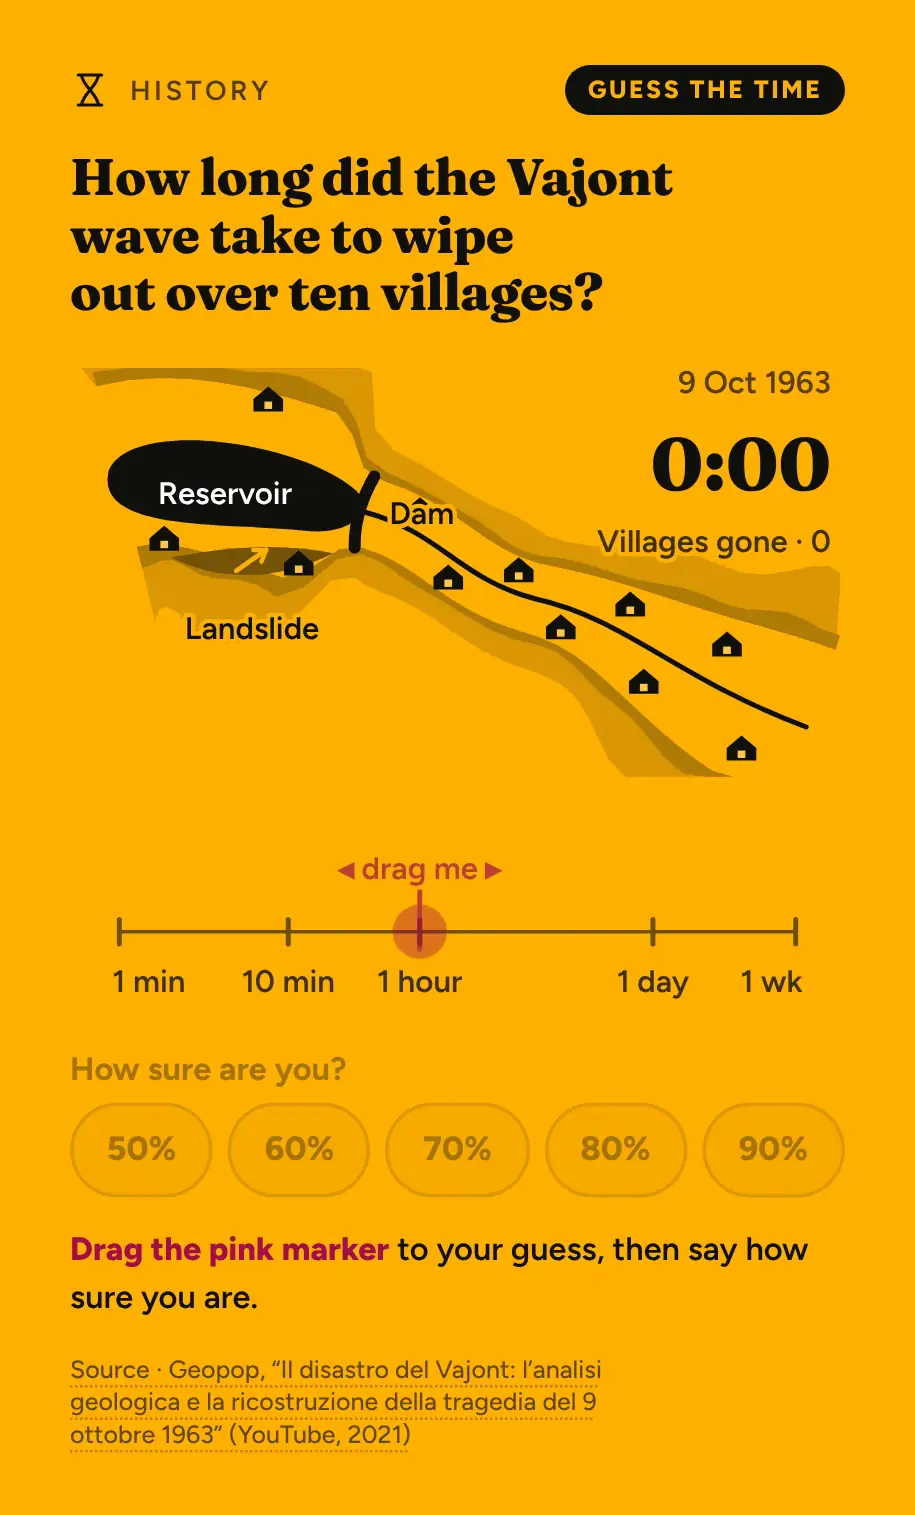 HISTORY
GUESS THE TIME
How long did the Vajont
wave take to wipe
out over ten villages?
9 Oct 1963
0:00
Villages gone · 0
Reservoir
Dam
Landslide
◀ drag me ▶
1 min
10 min
1 hour
1 day
1 wk
How sure are you?
50%
60%
70%
80%
90%
Drag the pink marker to your guess, then say how
sure you are.
Source · Geopop, “Il disastro del Vajont: l’analisi
geologica e la ricostruzione della tragedia del 9
ottobre 1963” (YouTube, 2021)